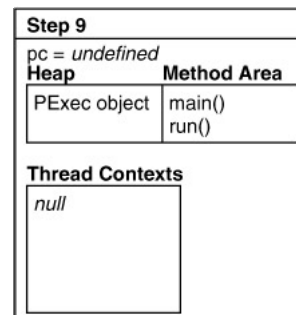 Step 9
pc = undefined
Heap Method Area
PExec object main()
run()
Thread Contexts
null